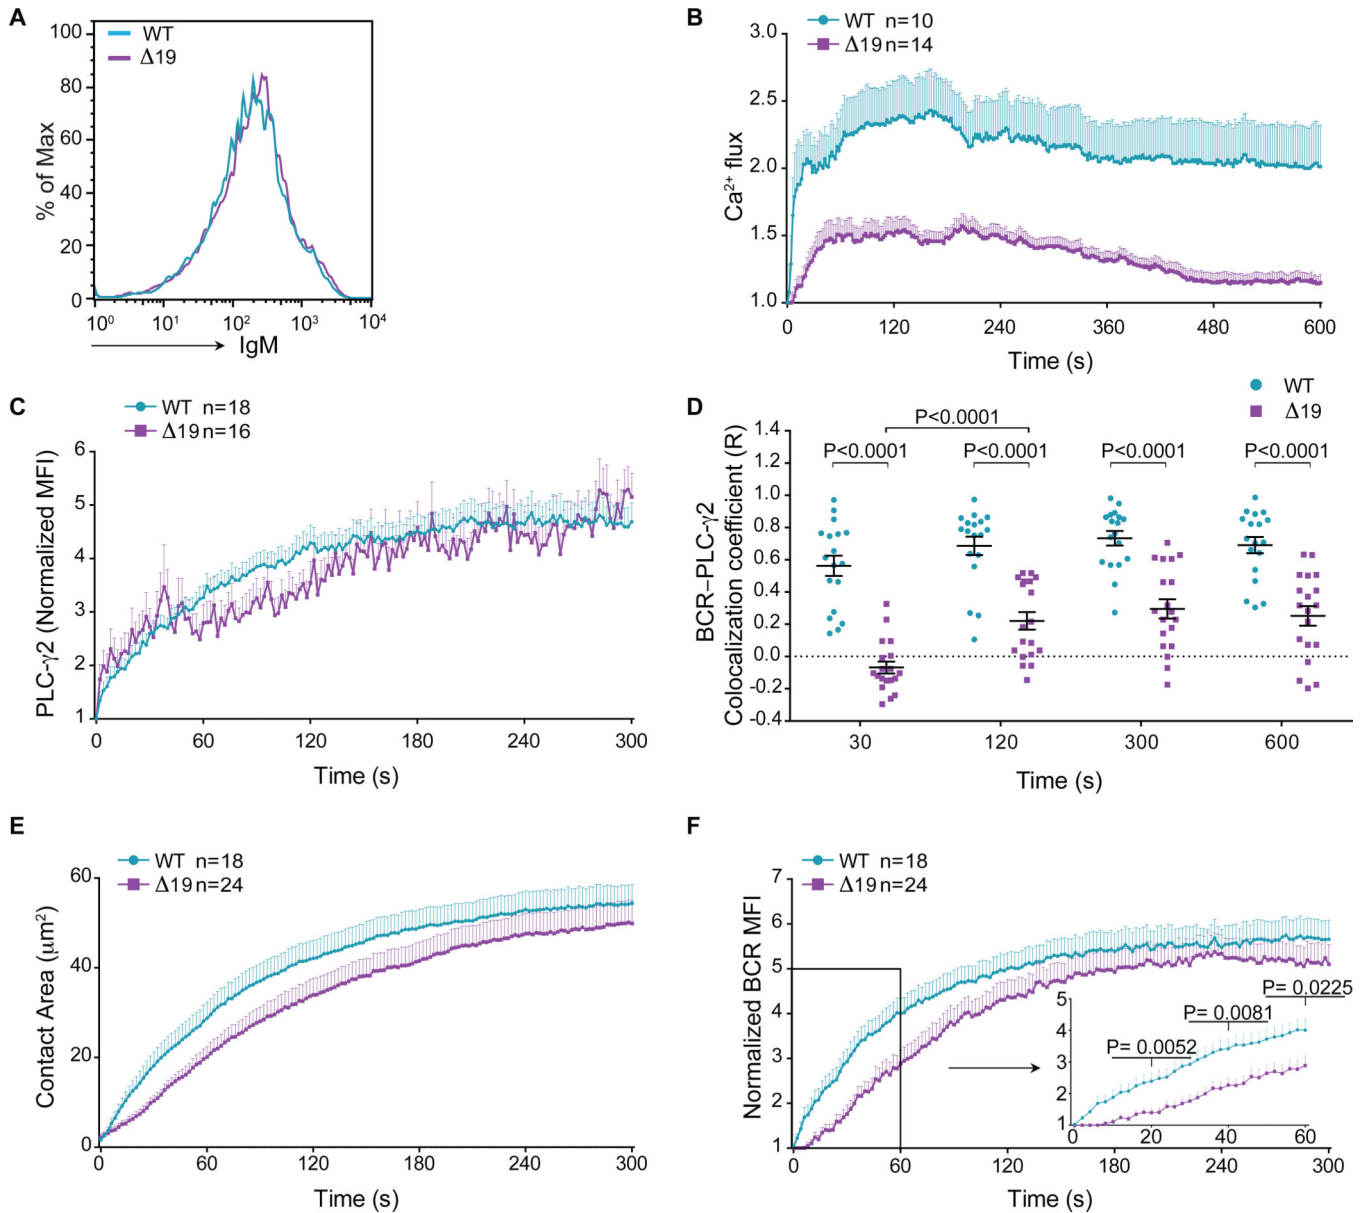 A
WT
Δ19
100
80
60
40
20
0
% of Max
10⁰ 10¹ 10² 10³ 10⁴
IgM
B
WT n=10
Δ19 n=14
3.0
2.5
2.0
1.5
1.0
Ca²⁺ flux
0 120 240 360 480 600
Time (s)
C
WT n=18
Δ19 n=16
6
5
4
3
2
1
PLC-γ2 (Normalized MFI)
0 60 120 180 240 300
Time (s)
D
WT
Δ19
P<0.0001
P<0.0001 P<0.0001 P<0.0001 P<0.0001
1.4
1.2
1.0
0.8
0.6
0.4
0.2
0.0
-0.2
-0.4
BCR–PLC-γ2
Colocalization coefficient (R)
30 120 300 600
Time (s)
E
WT n=18
Δ19 n=24
60
40
20
0
Contact Area (μm²)
0 60 120 180 240 300
Time (s)
F
WT n=18
Δ19 n=24
7
6
5
4
3
2
1
Normalized BCR MFI
0 60 120 180 240 300
Time (s)
P= 0.0225
P= 0.0081
P= 0.0052
5
4
3
2
1
0 20 40 60